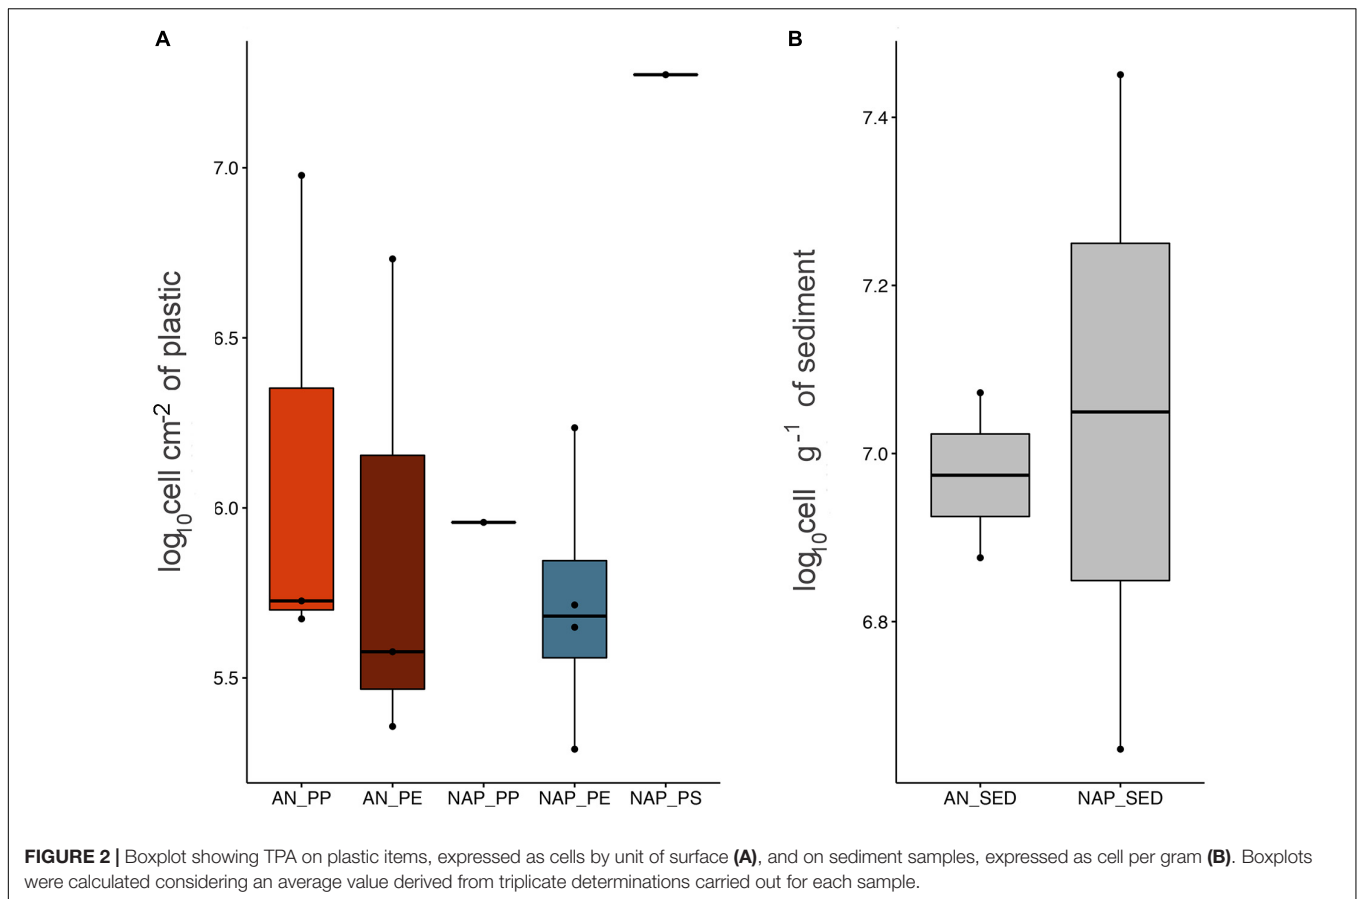 A
log10cell cm-2 of plastic
7.0
6.5
6.0
5.5
AN_PP AN_PE NAP_PP NAP_PE NAP_PS
B
log10cell g-1 of sediment
7.4
7.2
7.0
6.8
AN_SED NAP_SED
FIGURE 2 | Boxplot showing TPA on plastic items, expressed as cells by unit of surface (A), and on sediment samples, expressed as cell per gram (B). Boxplots
were calculated considering an average value derived from triplicate determinations carried out for each sample.